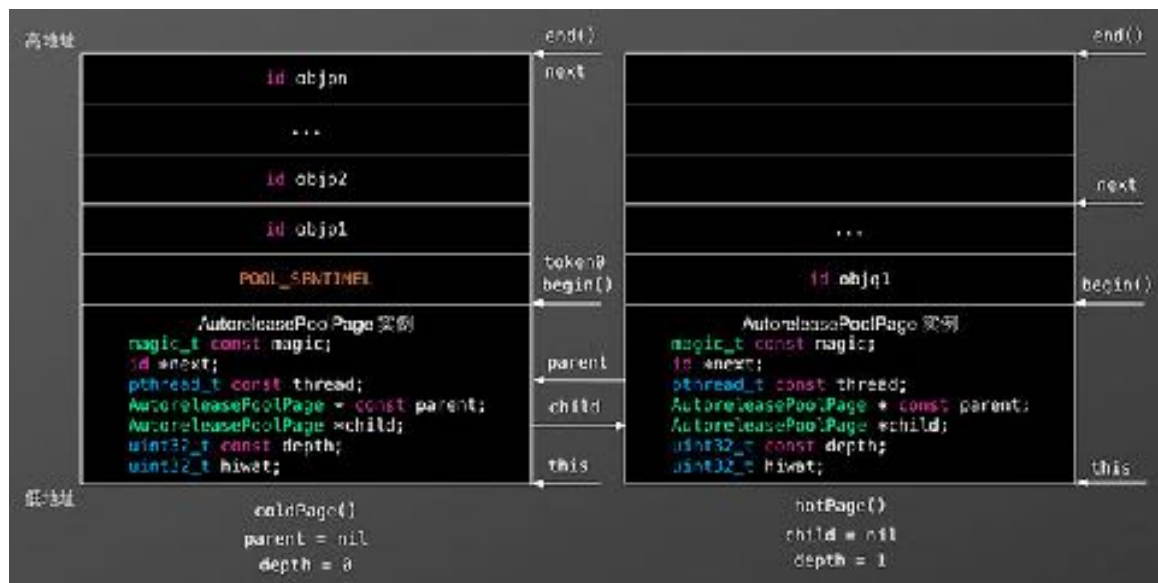 高地址
end()
next
id objpn
...
id objp2
id objp1
token0
POOL_SENTINEL
begin()
AutoreleasePoolPage 实例
magic_t const magic;
id *next;
pthread_t const thread;
AutoreleasePoolPage * const parent;
AutoreleasePoolPage *child;
uint32_t const depth;
uint32_t hiwat;
parent
child
this
低地址
coldPage()
parent = nil
depth = 0
end()
next
...
id objq1
begin()
AutoreleasePoolPage 实例
magic_t const magic;
id *next;
pthread_t const thread;
AutoreleasePoolPage * const parent;
AutoreleasePoolPage *child;
uint32_t const depth;
uint32_t hiwat;
this
hotPage()
child = nil
depth = 1